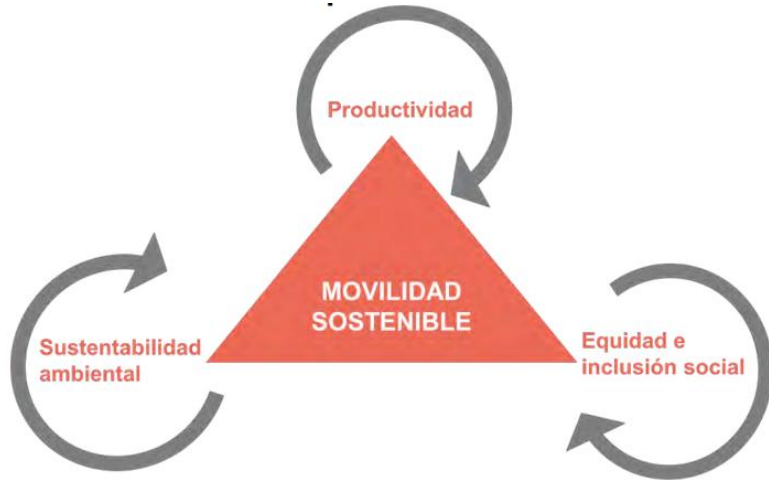 Productividad
MOVILIDAD
SOSTENIBLE
Sustentabilidad
ambiental
Equidad e
inclusión social